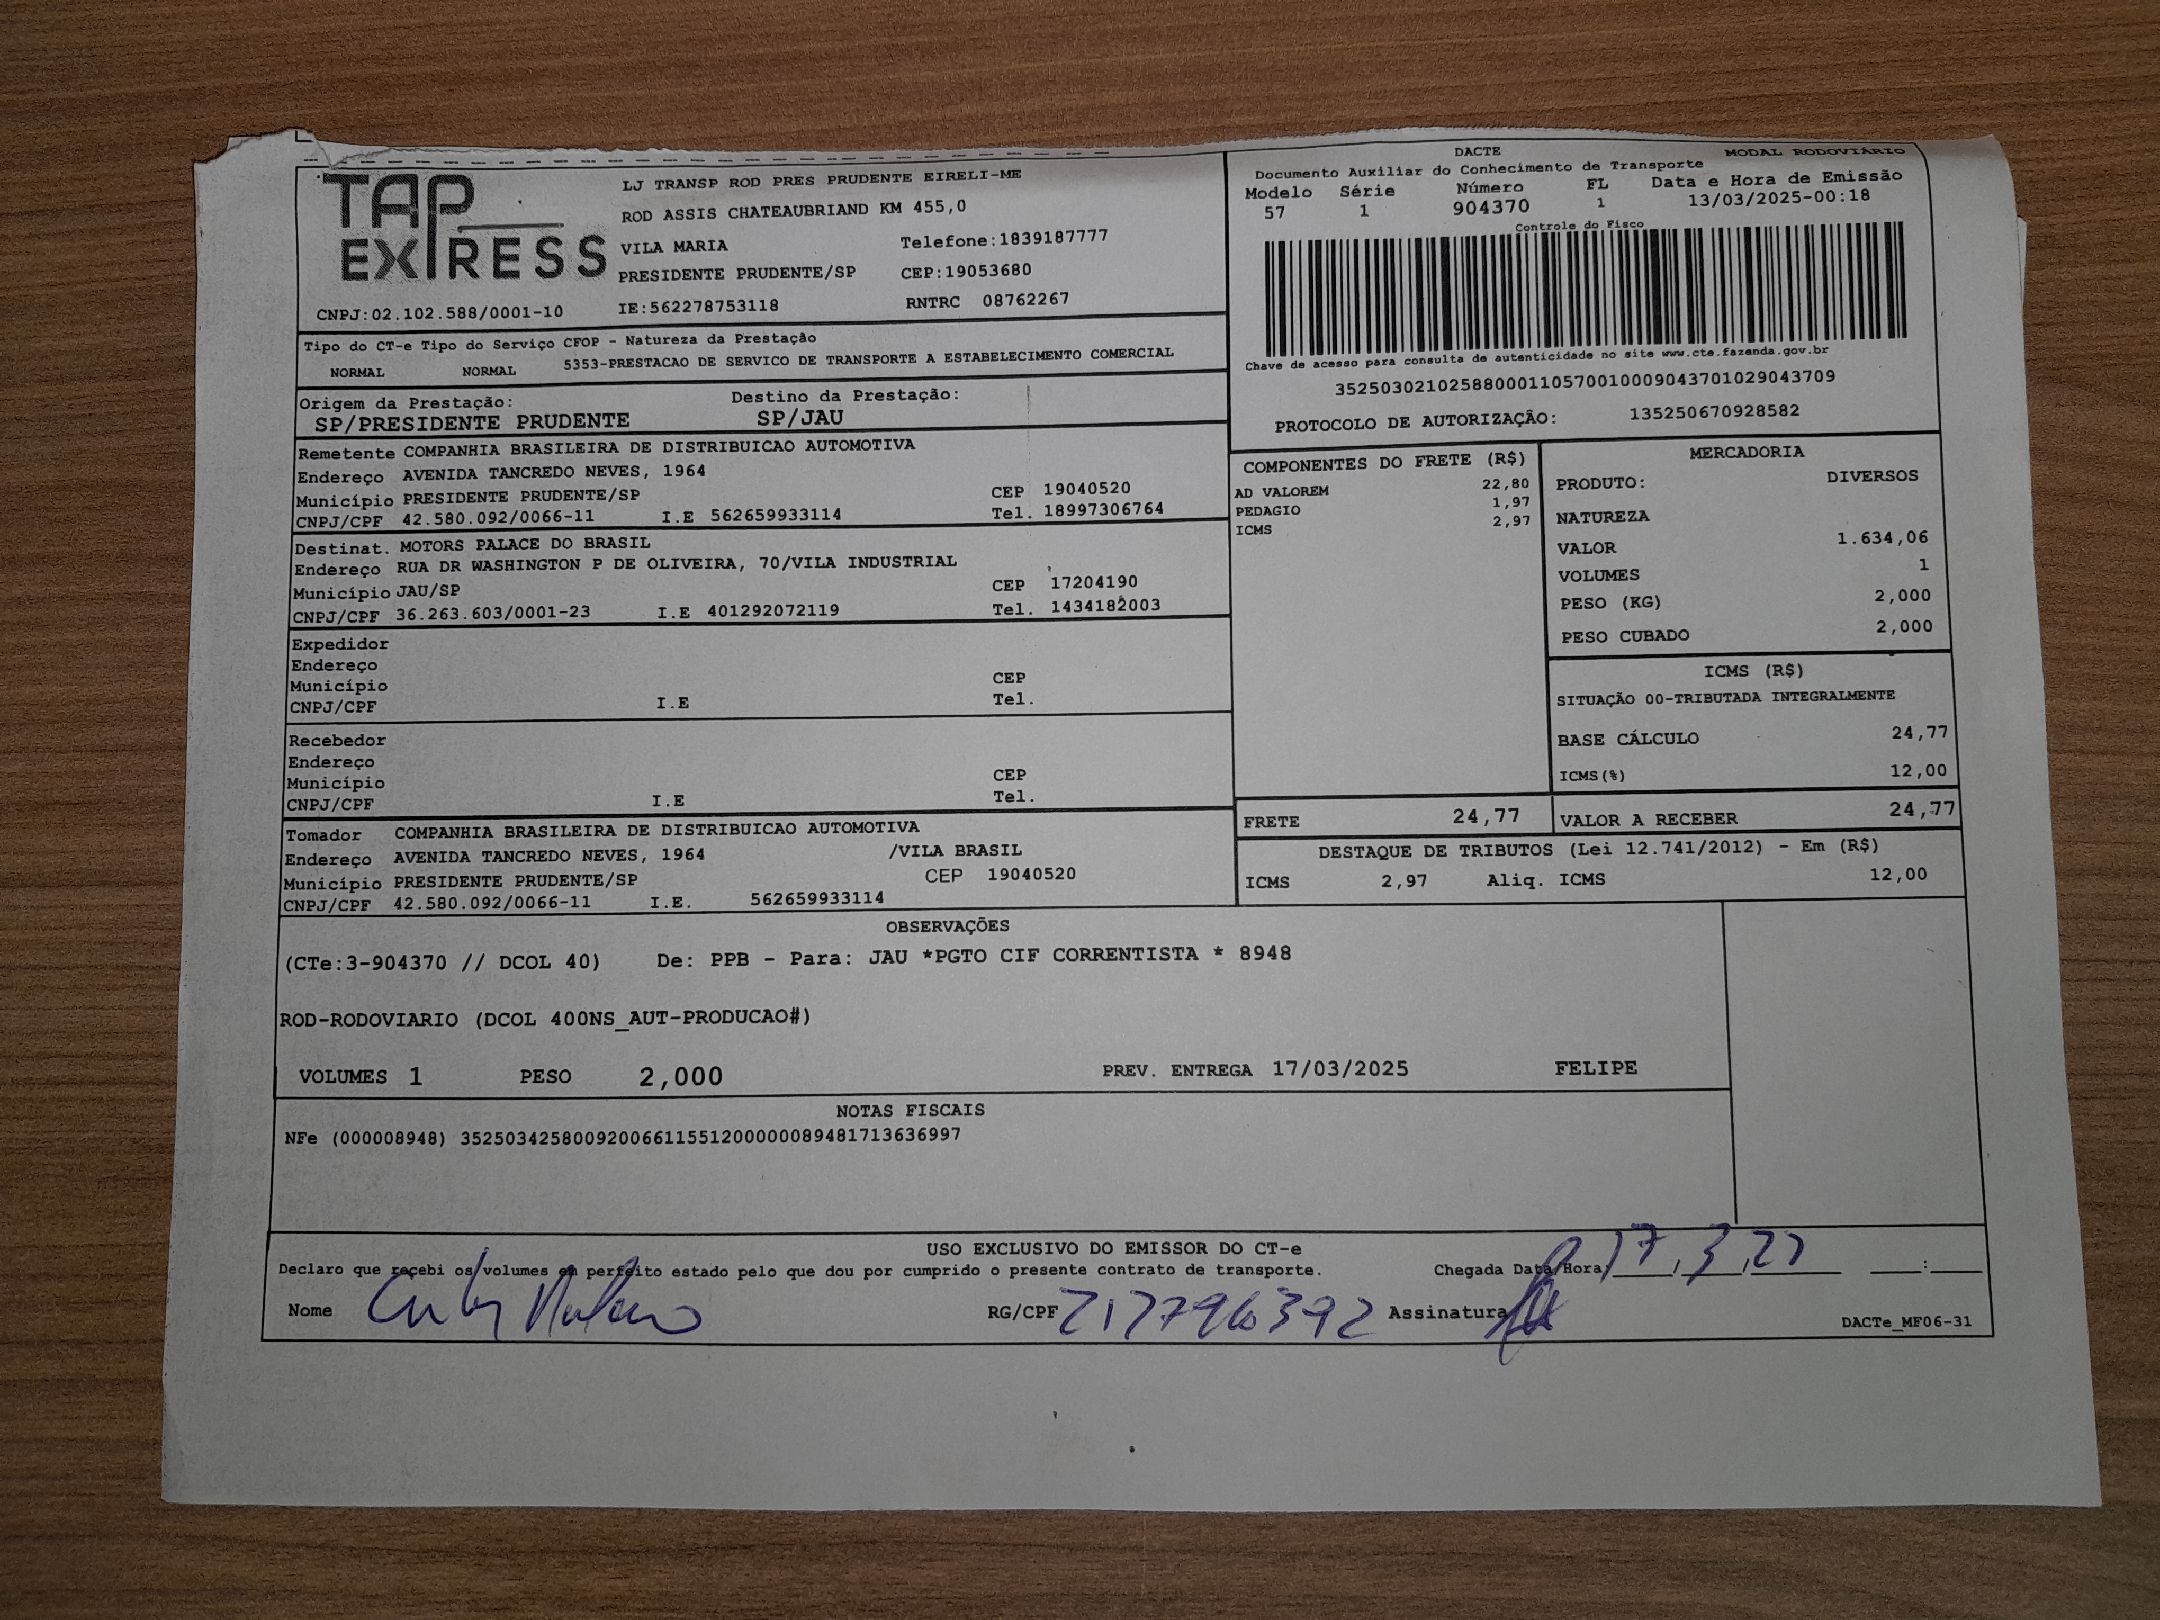 TAP EXPRESS
CNPJ:02.102.588/0001-10
LJ TRANSP ROD PRES PRUDENTE EIRELI-ME
ROD ASSIS CHATEAUBRIAND KM 455,0
VILA MARIA Telefone:1839187777
PRESIDENTE PRUDENTE/SP CEP:19053680
IE:562278753118 RNTRC 08762267
DACTE MODAL RODOVIÁRIO
Documento Auxiliar do Conhecimento de Transporte
Modelo Série Número FL Data e Hora de Emissão
57 1 904370 1 13/03/2025-00:18
Controle do Fisco
Chave de acesso para consulta de autenticidade no site www.cte.fazenda.gov.br
35250302102588000110570010009043701029043709
PROTOCOLO DE AUTORIZAÇÃO: 135250670928582
Tipo do CT-e Tipo do Serviço CFOP - Natureza da Prestação
NORMAL NORMAL 5353-PRESTACAO DE SERVICO DE TRANSPORTE A ESTABELECIMENTO COMERCIAL
Origem da Prestação: Destino da Prestação:
SP/PRESIDENTE PRUDENTE SP/JAU
Remetente COMPANHIA BRASILEIRA DE DISTRIBUICAO AUTOMOTIVA
Endereço AVENIDA TANCREDO NEVES, 1964
Município PRESIDENTE PRUDENTE/SP CEP 19040520
CNPJ/CPF 42.580.092/0066-11 I.E 562659933114 Tel. 18997306764
Destinat. MOTORS PALACE DO BRASIL
Endereço RUA DR WASHINGTON P DE OLIVEIRA, 70/VILA INDUSTRIAL
Município JAU/SP CEP 17204190
CNPJ/CPF 36.263.603/0001-23 I.E 401292072119 Tel. 1434182003
Expedidor
Endereço
Município CEP
CNPJ/CPF I.E Tel.
Recebedor
Endereço
Município CEP
CNPJ/CPF I.E Tel.
Tomador COMPANHIA BRASILEIRA DE DISTRIBUICAO AUTOMOTIVA
Endereço AVENIDA TANCREDO NEVES, 1964 /VILA BRASIL
Município PRESIDENTE PRUDENTE/SP CEP 19040520
CNPJ/CPF 42.580.092/0066-11 I.E. 562659933114
COMPONENTES DO FRETE (R$)
AD VALOREM 22,80
PEDAGIO 1,97
ICMS 2,97
MERCADORIA
PRODUTO: DIVERSOS
NATUREZA
VALOR 1.634,06
VOLUMES 1
PESO (KG) 2,000
PESO CUBADO 2,000
ICMS (R$)
SITUAÇÃO 00-TRIBUTADA INTEGRALMENTE
BASE CÁLCULO 24,77
ICMS(%) 12,00
FRETE 24,77 VALOR A RECEBER 24,77
DESTAQUE DE TRIBUTOS (Lei 12.741/2012) - Em (R$)
ICMS 2,97 Aliq. ICMS 12,00
OBSERVAÇÕES
(CTe:3-904370 // DCOL 40) De: PPB - Para: JAU *PGTO CIF CORRENTISTA * 8948
ROD-RODOVIARIO (DCOL 400NS_AUT-PRODUCAO#)
VOLUMES 1 PESO 2,000 PREV. ENTREGA 17/03/2025 FELIPE
NOTAS FISCAIS
NFe (000008948) 35250342580092006611551200000089481713636997
USO EXCLUSIVO DO EMISSOR DO CT-e
Declaro que recebi os volumes em perfeito estado pelo que dou por cumprido o presente contrato de transporte. Chegada Data/Hora 17, 3,
Nome RG/CPF 217796392 Assinatura
DACTe_MF06-31